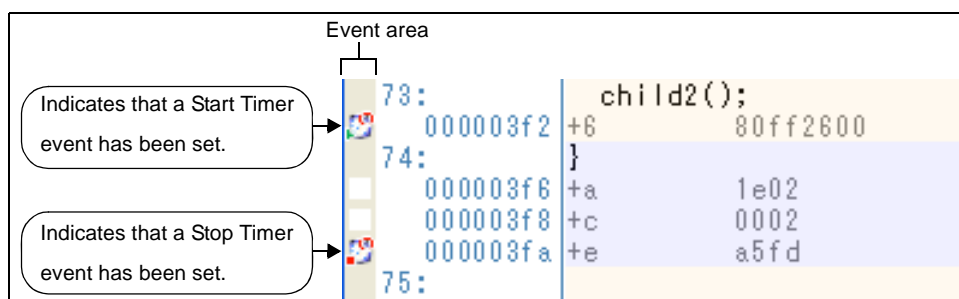 Event area
Indicates that a Start Timer
event has been set.
Indicates that a Stop Timer
event has been set.
73: child2();
000003f2 +6 80ff2600
74: }
000003f6 +a 1e02
000003f8 +c 0002
000003fa +e a5fd
75: